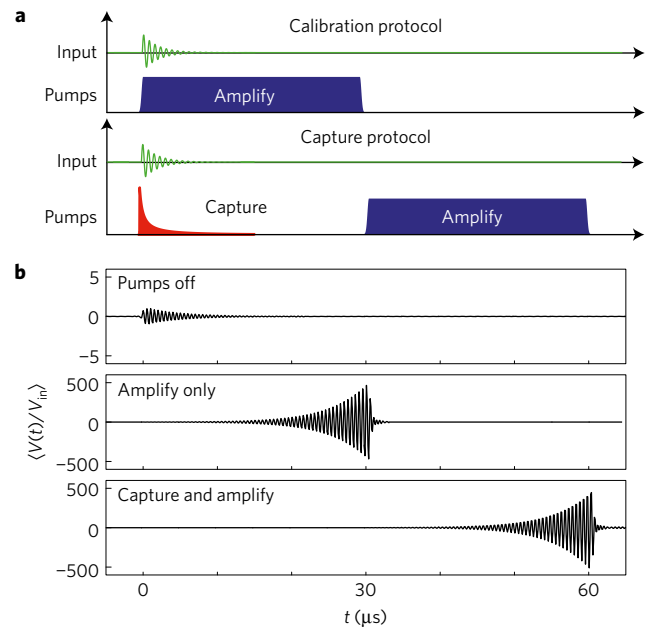 a
Calibration protocol
Input
Pumps
Amplify
Capture protocol
Input
Pumps
Capture
Amplify
b
Pumps off
5
0
−5
Amplify only
500
0
−500
Capture and amplify
500
0
−500
⟨V(t)/V_in⟩
0 30 60
t (μs)